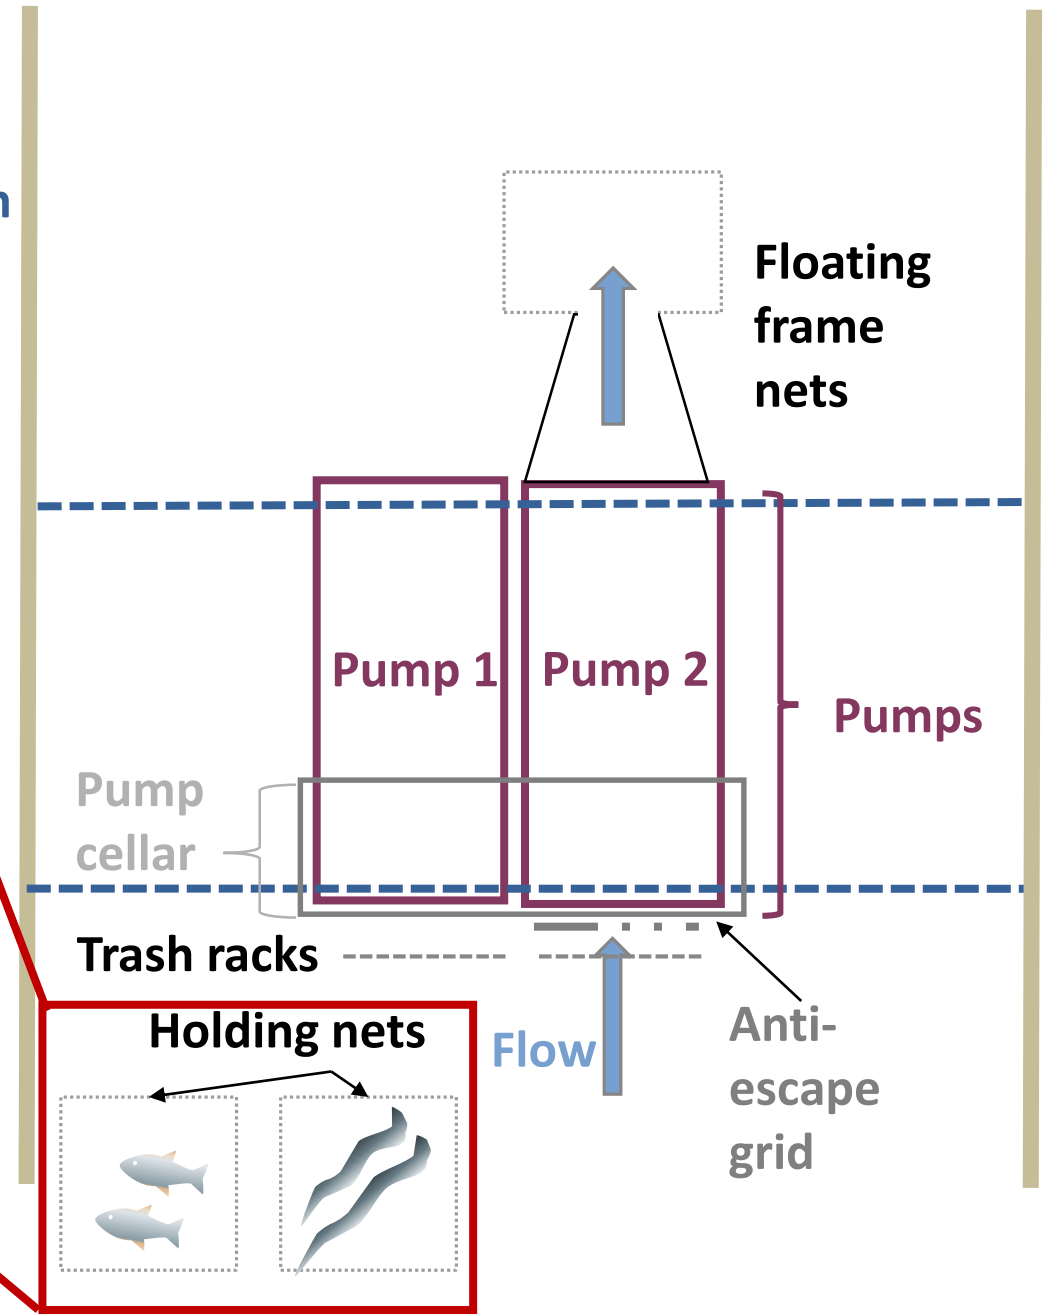 Floating
frame
nets
Pump 1
Pump 2
Pumps
Pump
cellar
Trash racks
Holding nets
Flow
Anti-
escape
grid